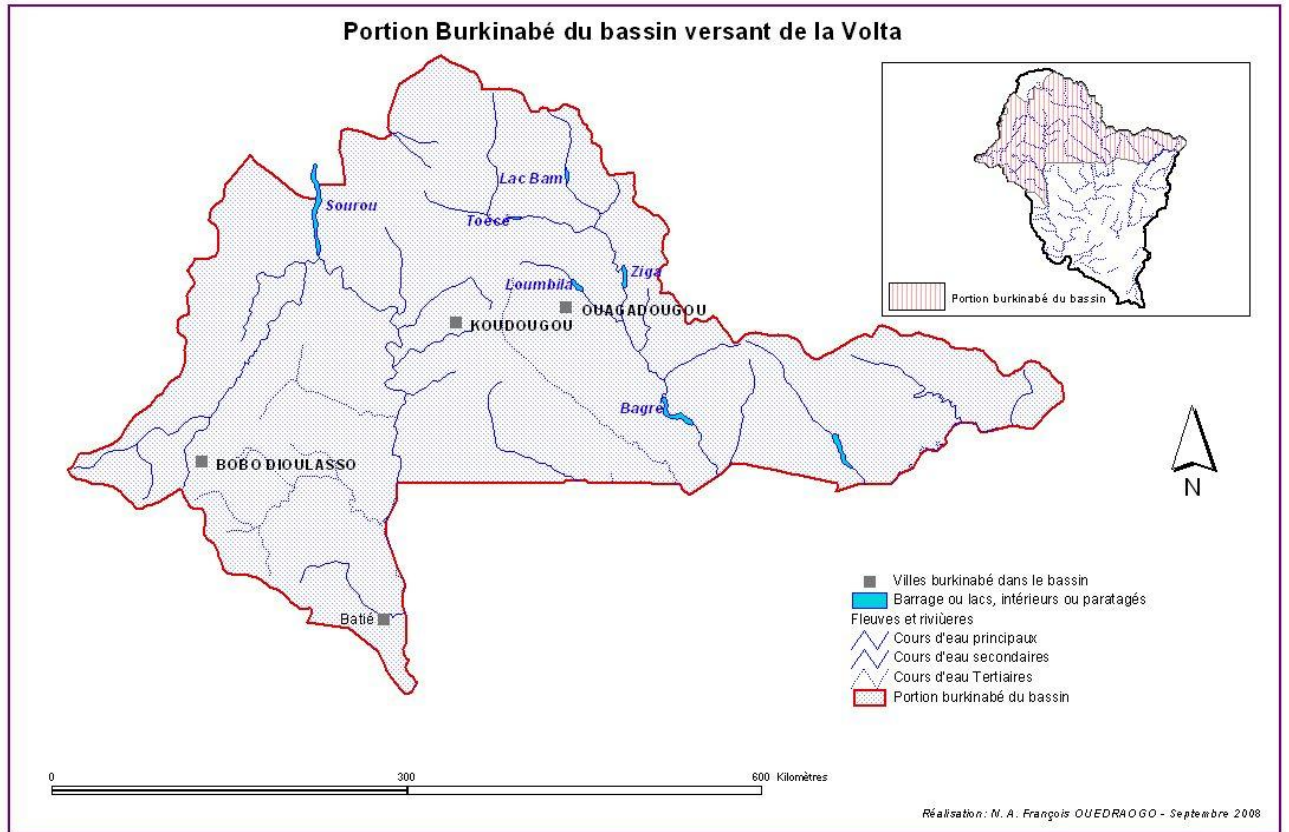 Portion Burkinabé du bassin versant de la Volta
Portion burkinabé du bassin
Lac Bam
Sourou
Toécé
Ziga
Loumbila
OUAGADOUGOU
KOUDOUGOU
Bagré
BOBO DIOULASSO
Batié
N
Villes burkinabé dans le bassin
Barrage ou lacs, intérieurs ou paratagés
Fleuves et riviùeres
Cours d'eau principaux
Cours d'eau secondaires
Cours d'eau Tertiaires
Portion burkinabé du bassin
0 300 600 Kilomètres
Réalisation: N. A. François OUEDRAOGO - Septembre 2008